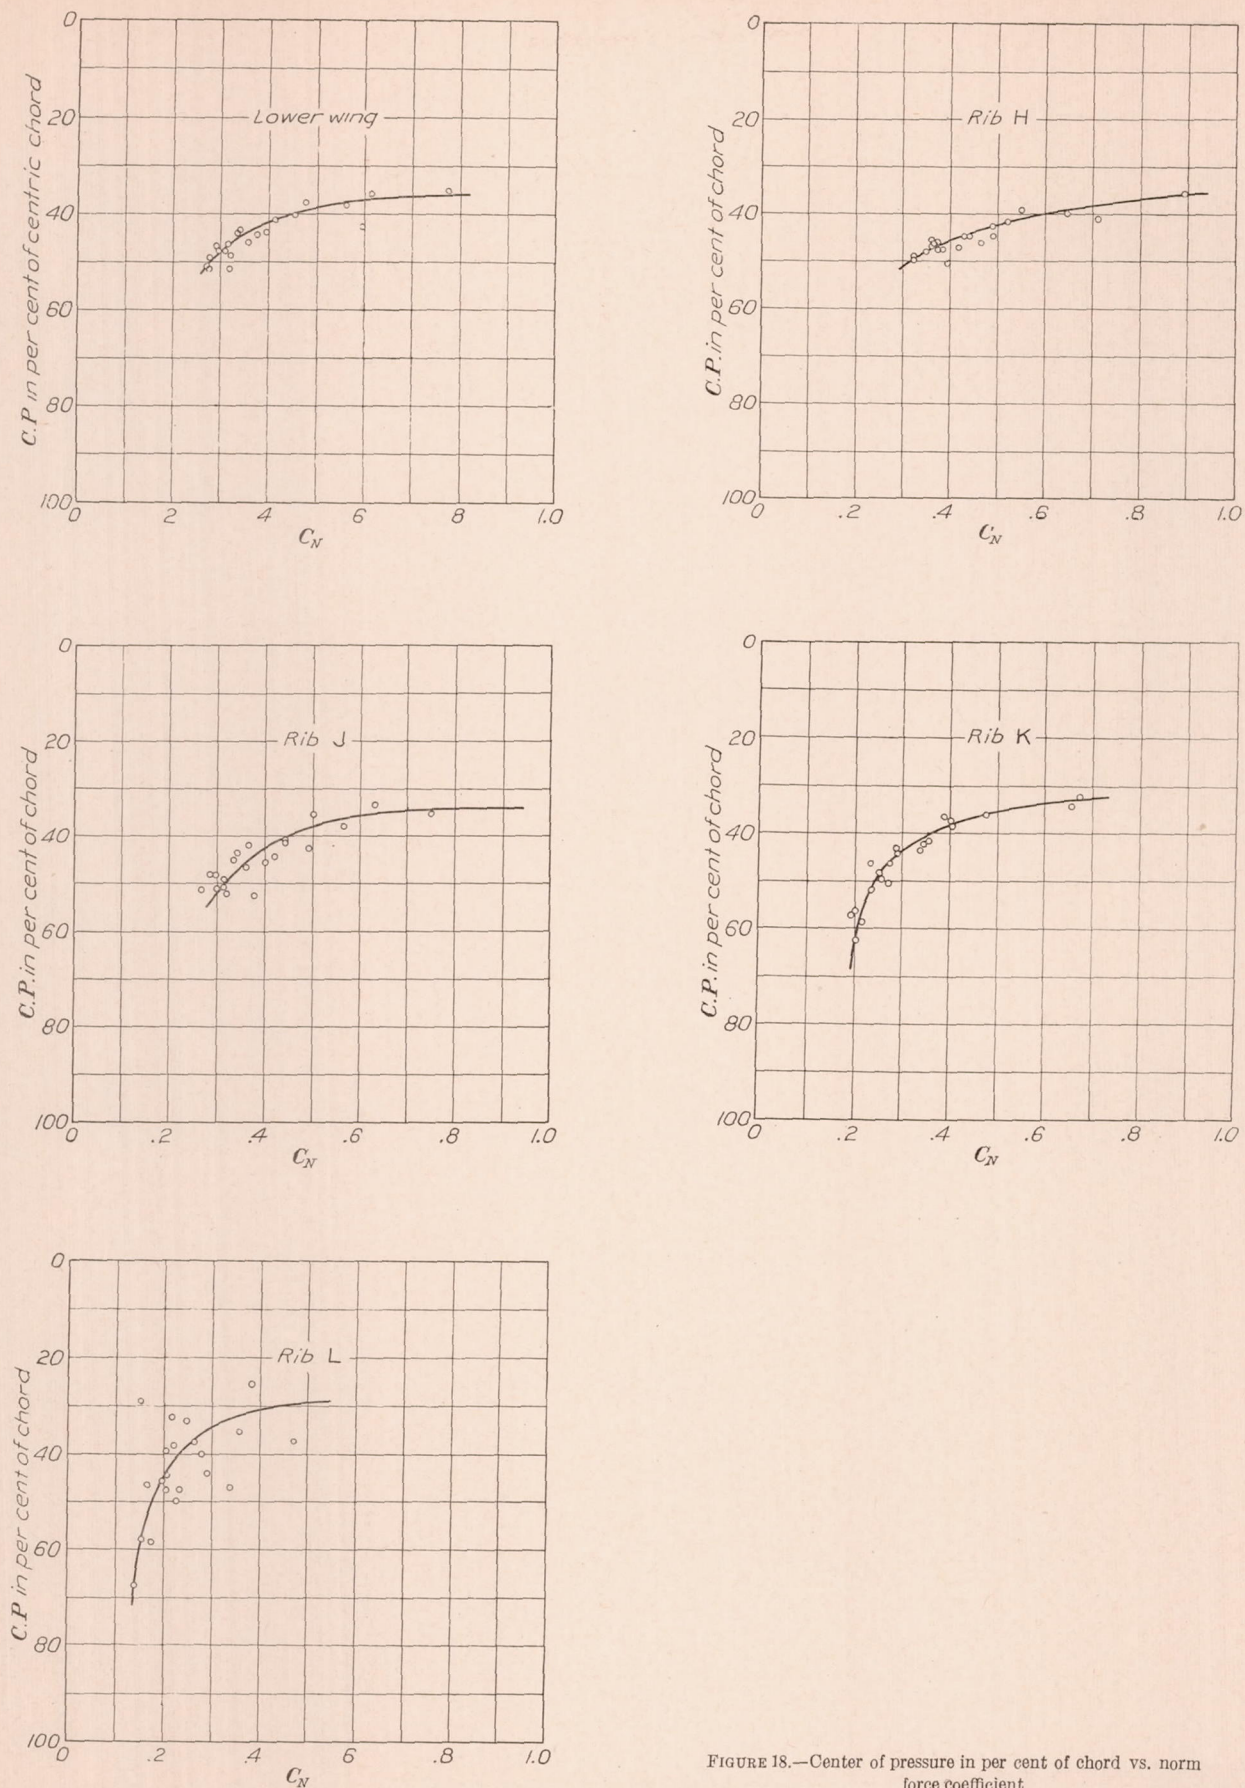 0
20
40
60
80
100
C.P in per cent of centric chord
Lower wing
0 2 4 6 8 1.0
C_N
0
20
40
60
80
100
C.P. in per cent of chord
Rib H
0 .2 .4 .6 .8 1.0
C_N
0
20
40
60
80
100
C.P. in per cent of chord
Rib J
0 .2 .4 .6 .8 1.0
C_N
0
20
40
60
80
100
C.P. in per cent of chord
Rib K
0 .2 .4 .6 .8 1.0
C_N
0
20
40
60
80
100
C.P in per cent of chord
Rib L
0 .2 .4 6 .8 1.0
C_N
FIGURE 18.—Center of pressure in per cent of chord vs. norm
force coefficient